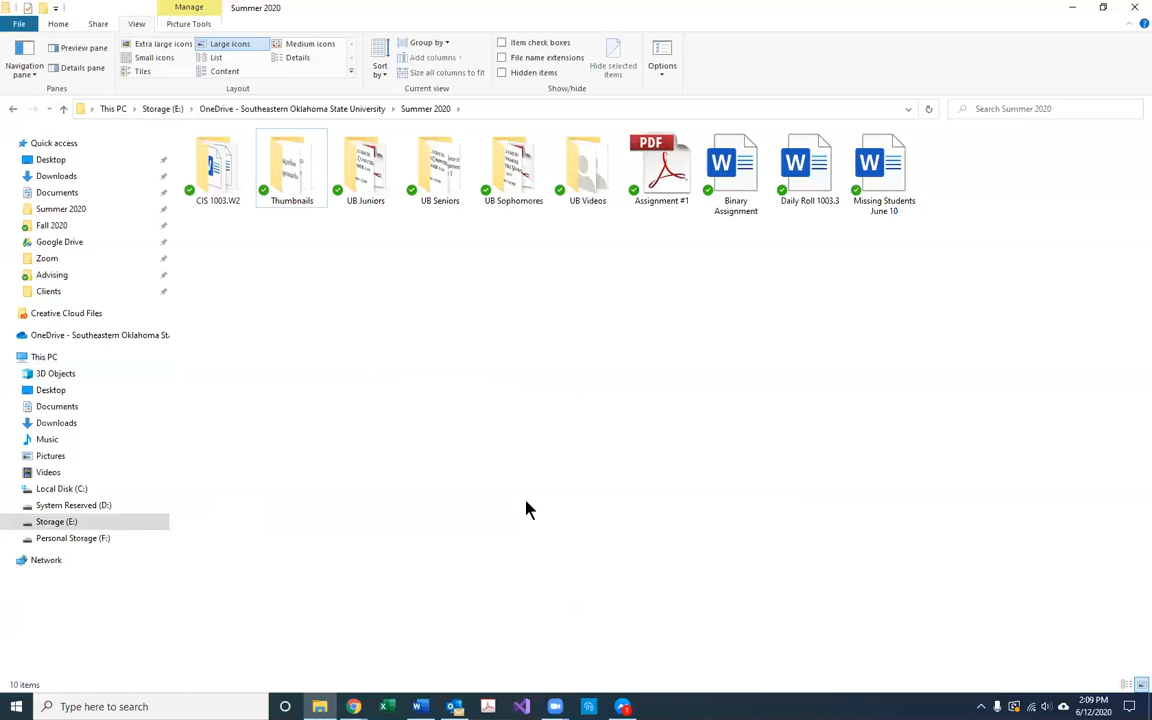 Manage
Summer 2020
File
Home
Share
View
Picture Tools
Navigation pane
Preview pane
Details pane
Panes
Extra large icons
Large icons
Medium icons
Small icons
List
Details
Tiles
Content
Layout
Sort by
Group by
Add columns
Size all columns to fit
Current view
Item check boxes
File name extensions
Hidden items
Hide selected items
Show/hide
Options
This PC
Storage (E:)
OneDrive - Southeastern Oklahoma State University
Summer 2020
Search Summer 2020
Quick access
Desktop
Downloads
Documents
Summer 2020
Fall 2020
Google Drive
Zoom
Advising
Clients
Creative Cloud Files
OneDrive - Southeastern Oklahoma Sta
This PC
3D Objects
Desktop
Documents
Downloads
Music
Pictures
Videos
Local Disk (C:)
System Reserved (D:)
Storage (E:)
Personal Storage (F:)
Network
PDF
CIS 1003.W2
Thumbnails
UB Juniors
UB Seniors
UB Sophomores
UB Videos
Assignment #1
Binary
Assignment
Daily Roll 1003.3
Missing Students
June 10
10 items
Type here to search
2:09 PM
6/12/2020